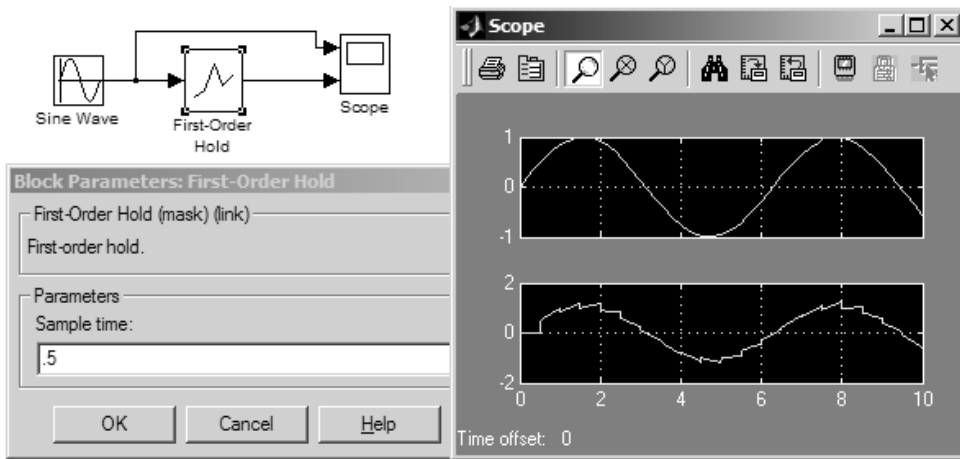 Sine Wave
First-Order
Hold
Scope
Block Parameters: First-Order Hold
First-Order Hold (mask) (link)
First-order hold.
Parameters
Sample time:
.5
OK Cancel Help
Scope
1
0
-1
2
0
-2
0 2 4 6 8 10
Time offset: 0